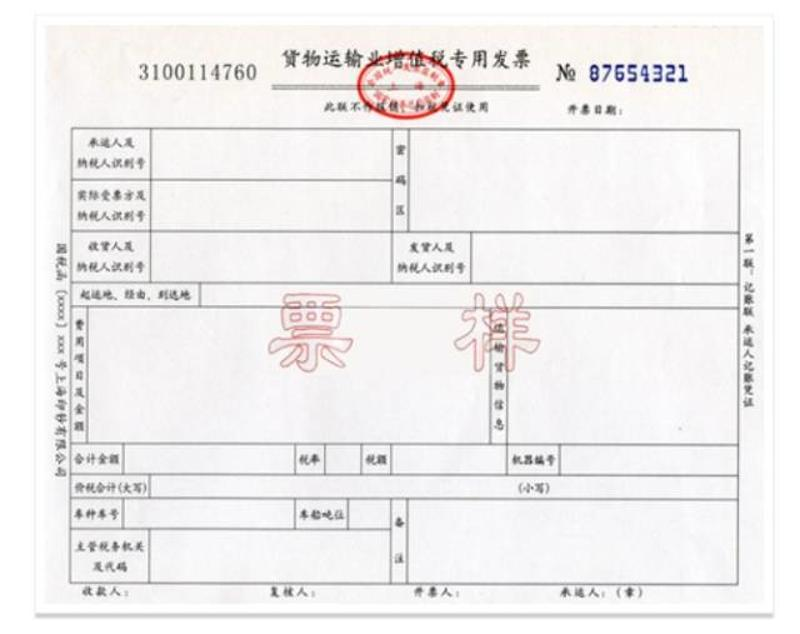 3100114760
货物运输业增值税专用发票
№ 87654321
此联不作报销、扣税凭证使用
开票日期：
承运人及
纳税人识别号
密码区
实际受票方及
纳税人识别号
收货人及
纳税人识别号
发货人及
纳税人识别号
起运地、经由、到达地
费用项目及金额
运输货物信息
票样
合计金额
税率
税额
机器编号
价税合计(大写)
(小写)
车种车号
车船吨位
备注
主管税务机关
及代码
收款人：
复核人：
开票人：
承运人：(章)
国税函〔xxxx〕xxx号上海印钞有限公司
第一联：记账联 承运人记账凭证
上海